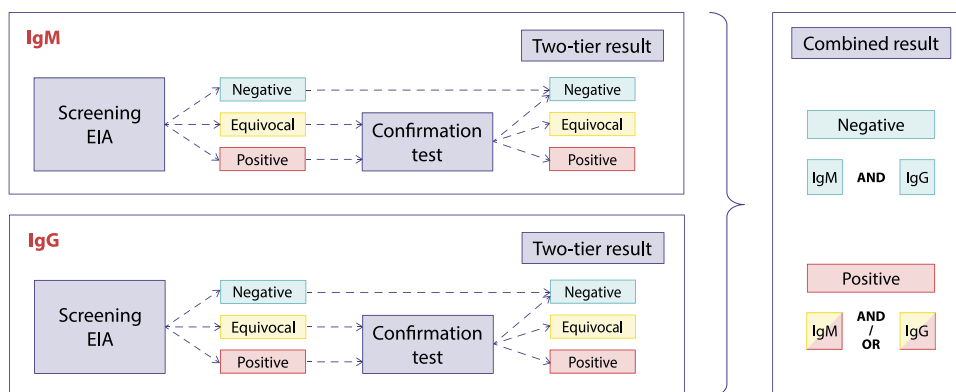 IgM
Two-tier result
Screening
EIA
Negative
Equivocal
Positive
Confirmation
test
Negative
Equivocal
Positive
IgG
Two-tier result
Screening
EIA
Negative
Equivocal
Positive
Confirmation
test
Negative
Equivocal
Positive
Combined result
Negative
IgM AND IgG
Positive
IgM AND / OR IgG